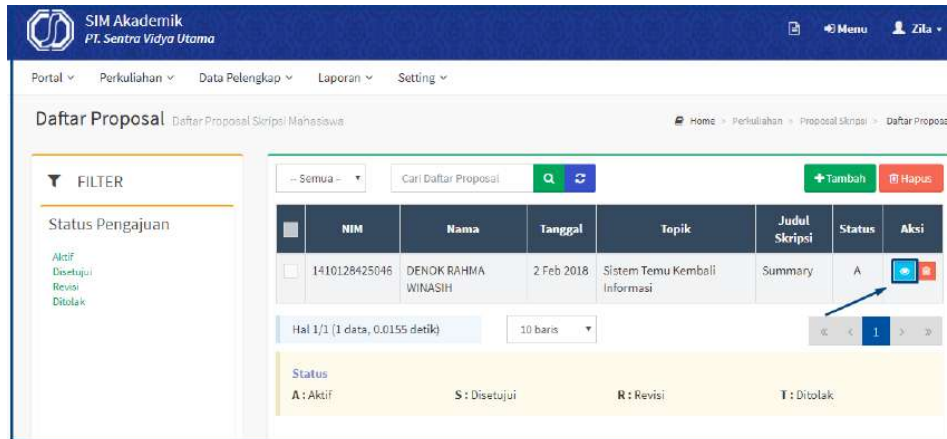 SIM Akademik
PT. Sentra Vidya Utama
Menu
Zita
Portal
Perkuliahan
Data Pelengkap
Laporan
Setting
Daftar Proposal Daftar Proposal Skripsi Mahasiswa
Home > Perkuliahan > Proposal Skripsi > Daftar Proposa
FILTER
Status Pengajuan
Aktif
Disetujui
Revisi
Ditolak
-- Semua --
Cari Daftar Proposal
+Tambah
Hapus
NIM Nama Tanggal Topik Judul Skripsi Status Aksi
1410128425046 DENOK RAHMA WINASIH 2 Feb 2018 Sistem Temu Kembali Informasi Summary A
Hal 1/1 (1 data, 0.0155 detik)
10 baris
« < 1 > »
Status
A : Aktif
S : Disetujui
R : Revisi
T : Ditolak